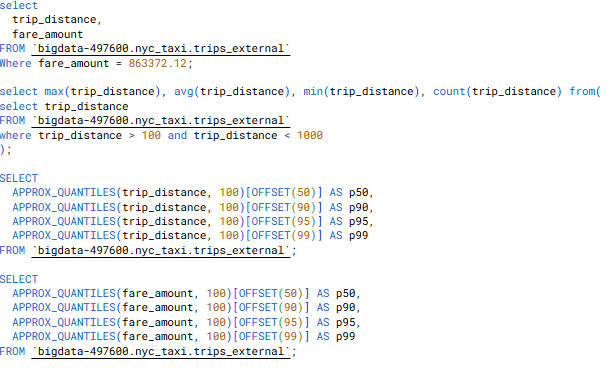 select
  trip_distance,
  fare_amount
FROM `bigdata-497600.nyc_taxi.trips_external`
Where fare_amount = 863372.12;

select max(trip_distance), avg(trip_distance), min(trip_distance), count(trip_distance) from(
select trip_distance
FROM `bigdata-497600.nyc_taxi.trips_external`
where trip_distance > 100 and trip_distance < 1000
);

SELECT
  APPROX_QUANTILES(trip_distance, 100)[OFFSET(50)] AS p50,
  APPROX_QUANTILES(trip_distance, 100)[OFFSET(90)] AS p90,
  APPROX_QUANTILES(trip_distance, 100)[OFFSET(95)] AS p95,
  APPROX_QUANTILES(trip_distance, 100)[OFFSET(99)] AS p99
FROM `bigdata-497600.nyc_taxi.trips_external`;

SELECT
  APPROX_QUANTILES(fare_amount, 100)[OFFSET(50)] AS p50,
  APPROX_QUANTILES(fare_amount, 100)[OFFSET(90)] AS p90,
  APPROX_QUANTILES(fare_amount, 100)[OFFSET(95)] AS p95,
  APPROX_QUANTILES(fare_amount, 100)[OFFSET(99)] AS p99
FROM `bigdata-497600.nyc_taxi.trips_external`;